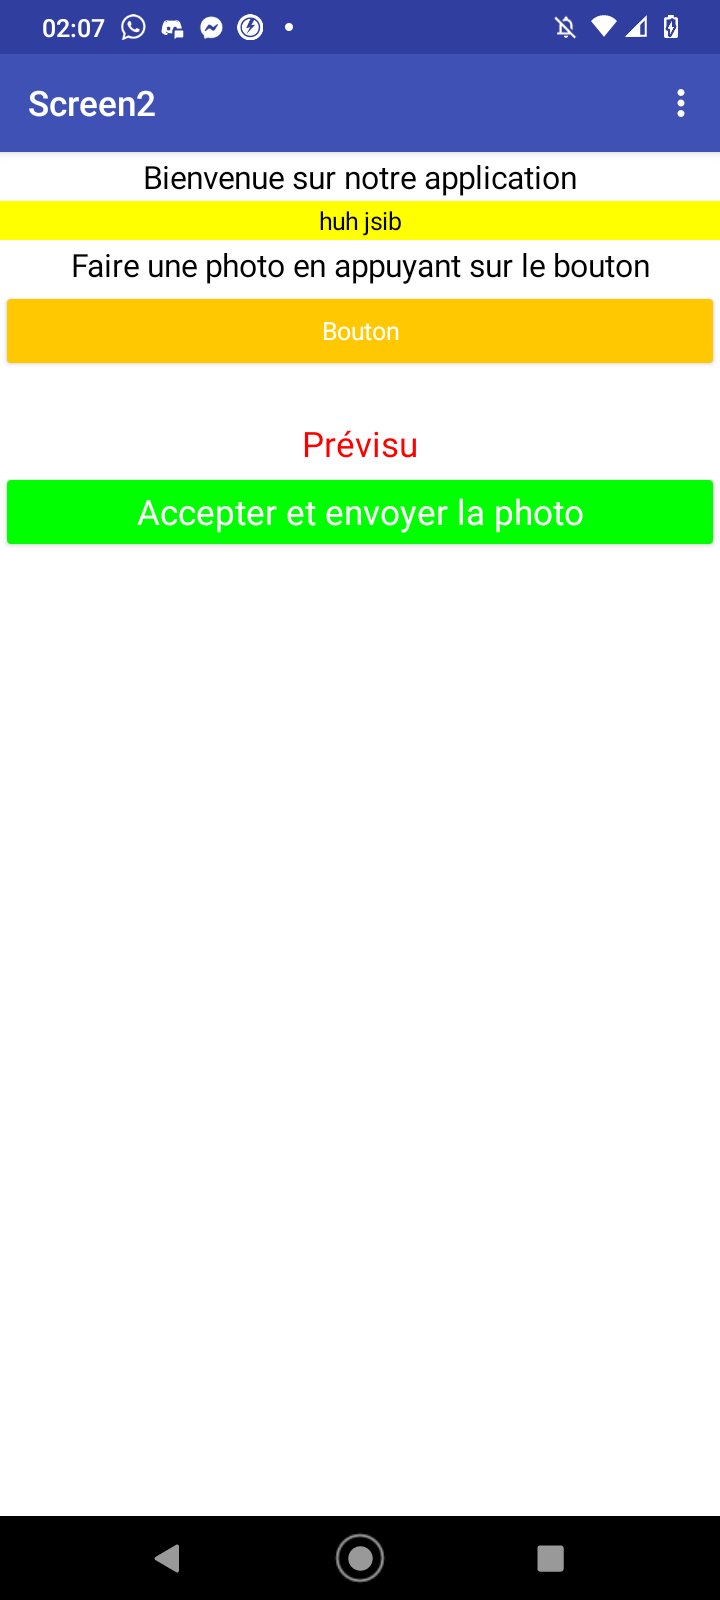 02:07
Screen2
Bienvenue sur notre application
huh jsib
Faire une photo en appuyant sur le bouton
Bouton
Prévisu
Accepter et envoyer la photo